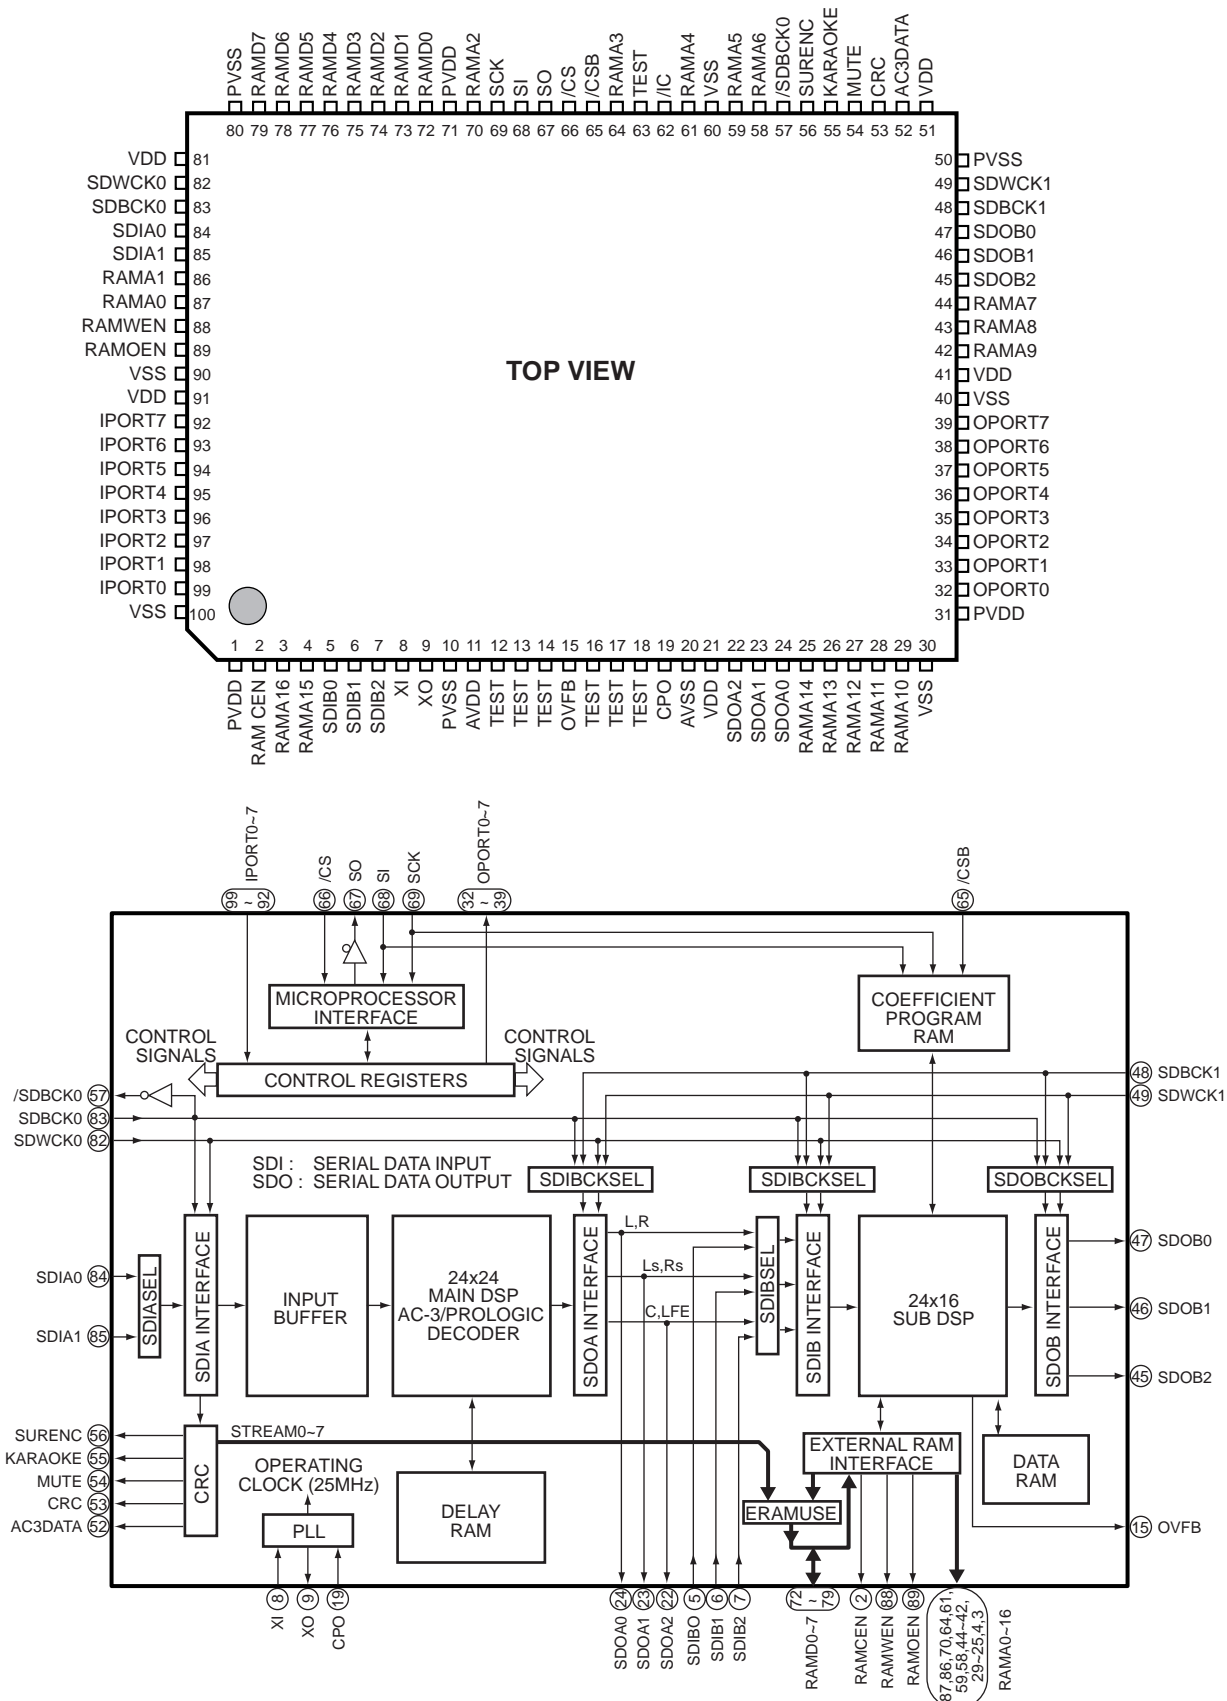 PVSS RAMD7 RAMD6 RAMD5 RAMD4 RAMD3 RAMD2 RAMD1 RAMD0 PVDD RAMA2 SCK SI SO /CS /CSB RAMA3 TEST /IC RAMA4 VSS RAMA5 RAMA6 /SDBCK0 SURENC KARAOKE MUTE CRC AC3DATA VDD
80 79 78 77 76 75 74 73 72 71 70 69 68 67 66 65 64 63 62 61 60 59 58 57 56 55 54 53 52 51
VDD 81
SDWCK0 82
SDBCK0 83
SDIA0 84
SDIA1 85
RAMA1 86
RAMA0 87
RAMWEN 88
RAMOEN 89
VSS 90
VDD 91
IPORT7 92
IPORT6 93
IPORT5 94
IPORT4 95
IPORT3 96
IPORT2 97
IPORT1 98
IPORT0 99
VSS 100
TOP VIEW
50 PVSS
49 SDWCK1
48 SDBCK1
47 SDOB0
46 SDOB1
45 SDOB2
44 RAMA7
43 RAMA8
42 RAMA9
41 VDD
40 VSS
39 OPORT7
38 OPORT6
37 OPORT5
36 OPORT4
35 OPORT3
34 OPORT2
33 OPORT1
32 OPORT0
31 PVDD
1 2 3 4 5 6 7 8 9 10 11 12 13 14 15 16 17 18 19 20 21 22 23 24 25 26 27 28 29 30
PVDD RAM CEN RAMA16 RAMA15 SDIB0 SDIB1 SDIB2 XI XO PVSS AVDD TEST TEST TEST OVFB TEST TEST TEST CPO AVSS VDD SDOA2 SDOA1 SDOA0 RAMA14 RAMA13 RAMA12 RAMA11 RAMA10 VSS
IPORT0~7 /CS SO SI SCK OPORT0~7 /CSB
99 ~ 92 66 67 68 69 32 ~ 39 65
MICROPROCESSOR
INTERFACE
COEFFICIENT
PROGRAM
RAM
CONTROL
SIGNALS
CONTROL REGISTERS
CONTROL
SIGNALS
/SDBCK0 57
SDBCK0 83
SDWCK0 82
48 SDBCK1
49 SDWCK1
SDI : SERIAL DATA INPUT
SDO : SERIAL DATA OUTPUT
SDIBCKSEL
SDIBCKSEL
SDOBCKSEL
SDIA0 84
SDIA1 85
SDIASEL
SDIA INTERFACE
INPUT
BUFFER
24x24
MAIN DSP
AC-3/PROLOGIC
DECODER
SDOA INTERFACE
L,R
Ls,Rs
C,LFE
SDIBSEL
SDIB INTERFACE
24x16
SUB DSP
SDOB INTERFACE
47 SDOB0
46 SDOB1
45 SDOB2
SURENC 56
KARAOKE 55
MUTE 54
CRC 53
AC3DATA 52
CRC
STREAM0~7
OPERATING
CLOCK (25MHz)
PLL
DELAY
RAM
EXTERNAL RAM
INTERFACE
ERAMUSE
DATA
RAM
15 OVFB
8 9 19 24 23 22 5 6 7 72 ~ 79 2 88 89 87,86,70,64,61,
59,58,44~42,
29~25,4,3
XI XO CPO SDOA0 SDOA1 SDOA2 SDIBO SDIB1 SDIB2 RAMD0~7 RAMCEN RAMWEN RAMOEN RAMA0~16